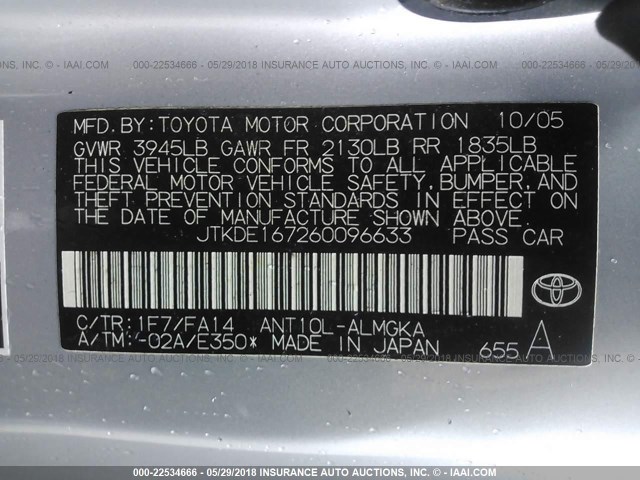 000-22534666 - 05/29/2018 INSURANCE AUTO AUCTIONS, INC. - IAAI.COM
MFD. BY: TOYOTA MOTOR CORPORATION 10/05
GVWR 3945LB GAWR FR 2130LB RR 1835LB
THIS VEHICLE CONFORMS TO ALL APPLICABLE
FEDERAL MOTOR VEHICLE SAFETY, BUMPER, AND
THEFT PREVENTION STANDARDS IN EFFECT ON
THE DATE OF MANUFACTURE SHOWN ABOVE.
JTKDE167260096633 PASS CAR
C/TR: 1F7/FA14 ANT10L-ALMGKA
A/TM: -02A/E350* MADE IN JAPAN 655 A
000-22534666 - 05/29/2018 INSURANCE AUTO AUCTIONS, INC. - IAAI.COM